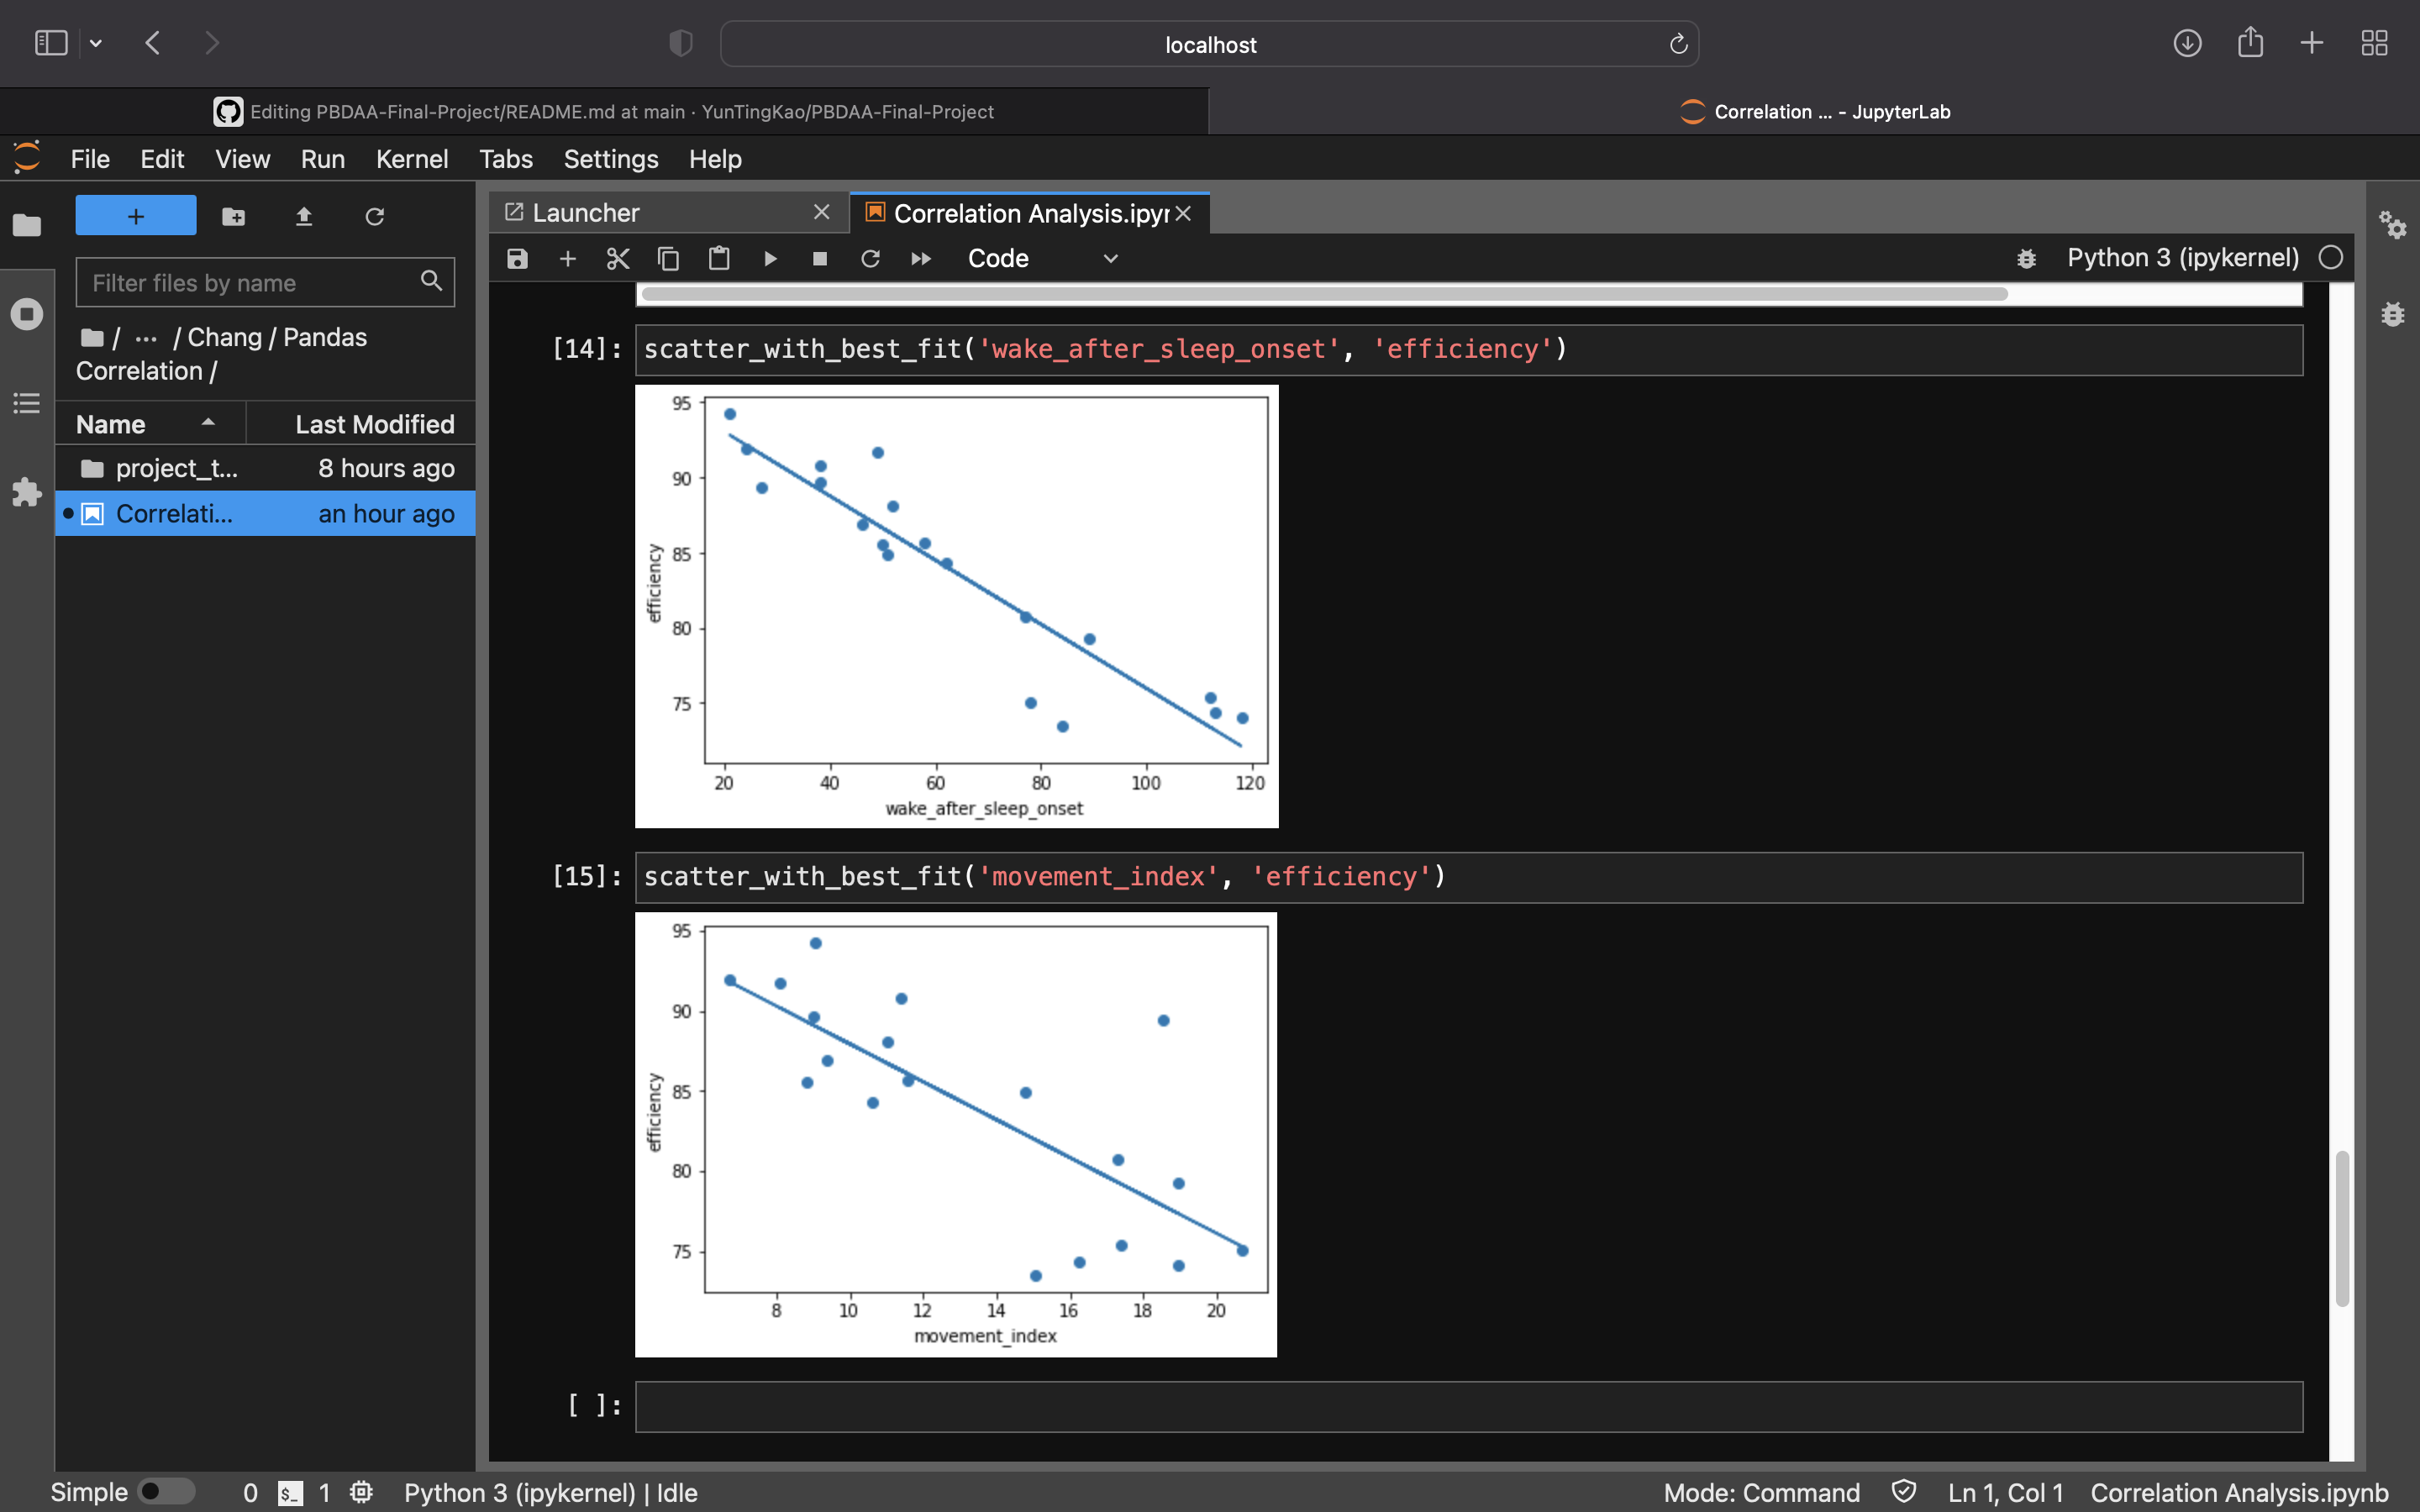 localhost
Editing PBDAA-Final-Project/README.md at main · YunTingKao/PBDAA-Final-Project
Correlation ... - JupyterLab
File Edit View Run Kernel Tabs Settings Help
Launcher
Correlation Analysis.ipyr
Code
Python 3 (ipykernel)
Filter files by name
/ ··· / Chang / Pandas
Correlation /
Name Last Modified
project_t... 8 hours ago
Correlati... an hour ago
[14]: scatter_with_best_fit('wake_after_sleep_onset', 'efficiency')
95
90
85
80
75
efficiency
20 40 60 80 100 120
wake_after_sleep_onset
[15]: scatter_with_best_fit('movement_index', 'efficiency')
95
90
85
80
75
efficiency
8 10 12 14 16 18 20
movement_index
[ ]:
Simple 0 $_ 1 Python 3 (ipykernel) | Idle
Mode: Command Ln 1, Col 1 Correlation Analysis.ipynb